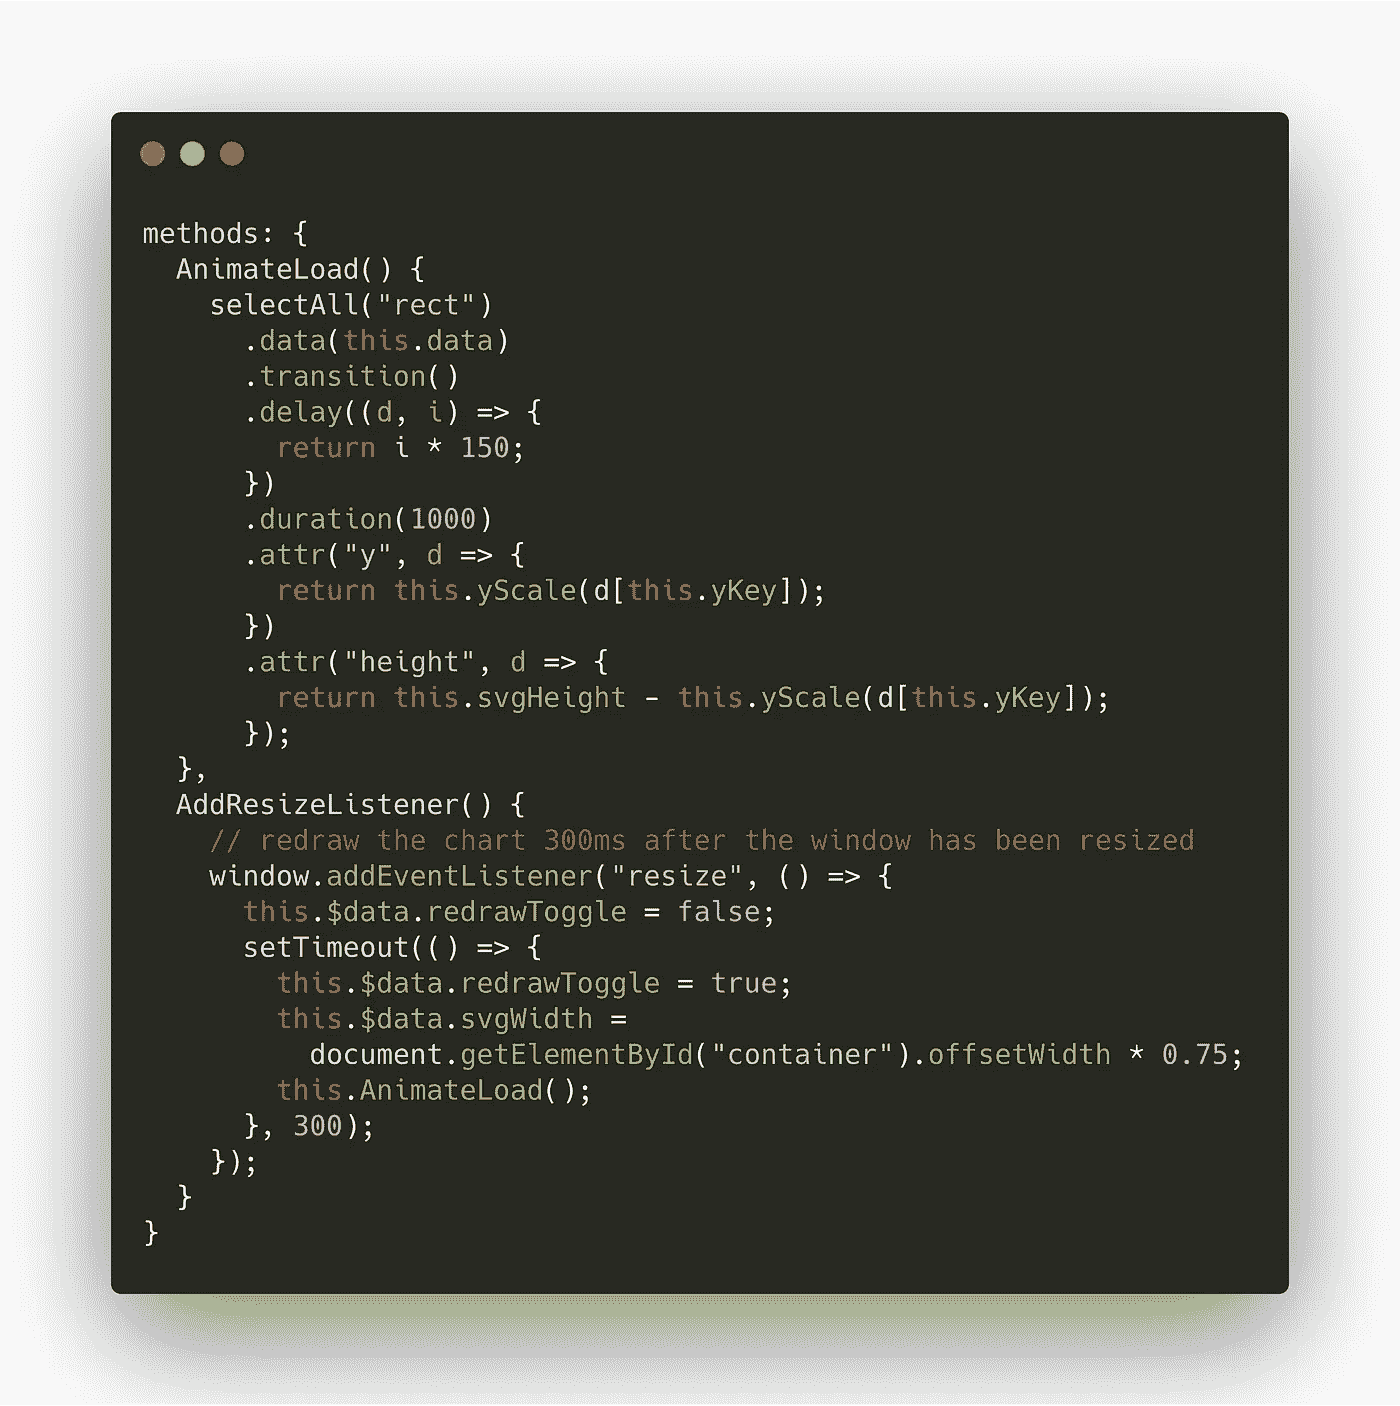 methods: {
  AnimateLoad() {
    selectAll("rect")
      .data(this.data)
      .transition()
      .delay((d, i) => {
        return i * 150;
      })
      .duration(1000)
      .attr("y", d => {
        return this.yScale(d[this.yKey]);
      })
      .attr("height", d => {
        return this.svgHeight - this.yScale(d[this.yKey]);
      });
  },
  AddResizeListener() {
    // redraw the chart 300ms after the window has been resized
    window.addEventListener("resize", () => {
      this.$data.redrawToggle = false;
      setTimeout(() => {
        this.$data.redrawToggle = true;
        this.$data.svgWidth =
          document.getElementById("container").offsetWidth * 0.75;
        this.AnimateLoad();
      }, 300);
    });
  }
}